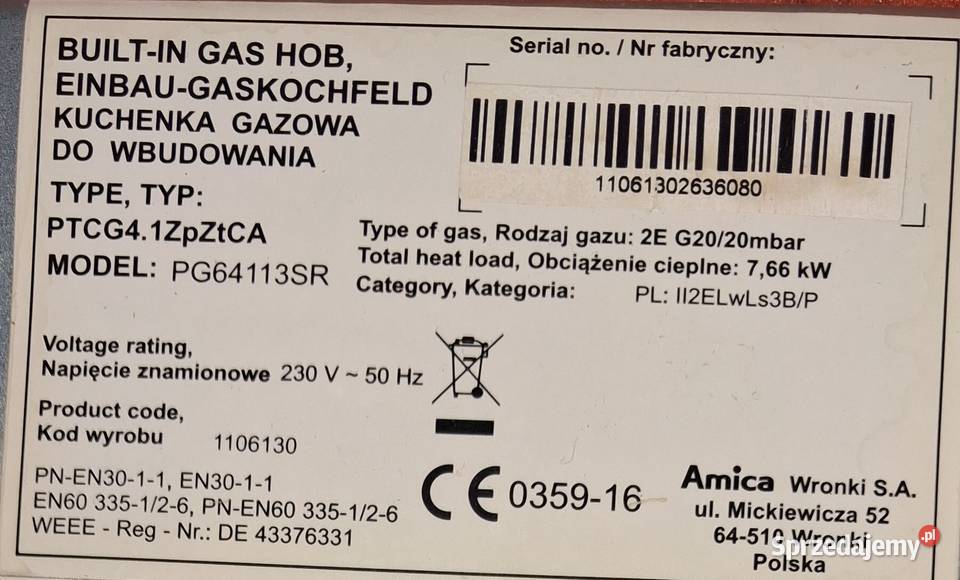 BUILT-IN GAS HOB,
EINBAU-GASKOCHFELD
KUCHENKA GAZOWA
DO WBUDOWANIA
TYPE, TYP:
PTCG4.1ZpZtCA
MODEL: PG64113SR
Serial no. / Nr fabryczny:
11061302636080
Type of gas, Rodzaj gazu: 2E G20/20mbar
Total heat load, Obciążenie cieplne: 7,66 kW
Category, Kategoria: PL: II2ELwLs3B/P
Voltage rating,
Napięcie znamionowe 230 V ~ 50 Hz
Product code,
Kod wyrobu 1106130
PN-EN30-1-1, EN30-1-1
EN60 335-1/2-6, PN-EN60 335-1/2-6
WEEE - Reg - Nr.: DE 43376331
CE 0359-16
Amica Wronki S.A.
ul. Mickiewicza 52
64-510 Wronki
Polska
Sprzedajemy.pl